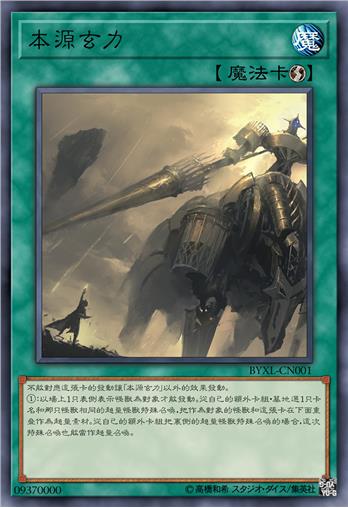 本源玄力
魔
【魔法卡】
BYXL-CN001
不能對應這張卡的發動讓「本源玄力」以外的效果發動。
①:以場上1只表側表示怪獸為對象才能發動。從自己的額外卡組·墓地選1只卡
名和那只怪獸相同的超量怪獸特殊召喚,把作為對象的怪獸和這張卡在下面重
疊作為超量素材。從自己的額外卡組把裏側的超量怪獸特殊召喚的場合,這次
特殊召喚也能當作超量召喚。
09370000
©高橋和希 スタジオ・ダイス/集英社